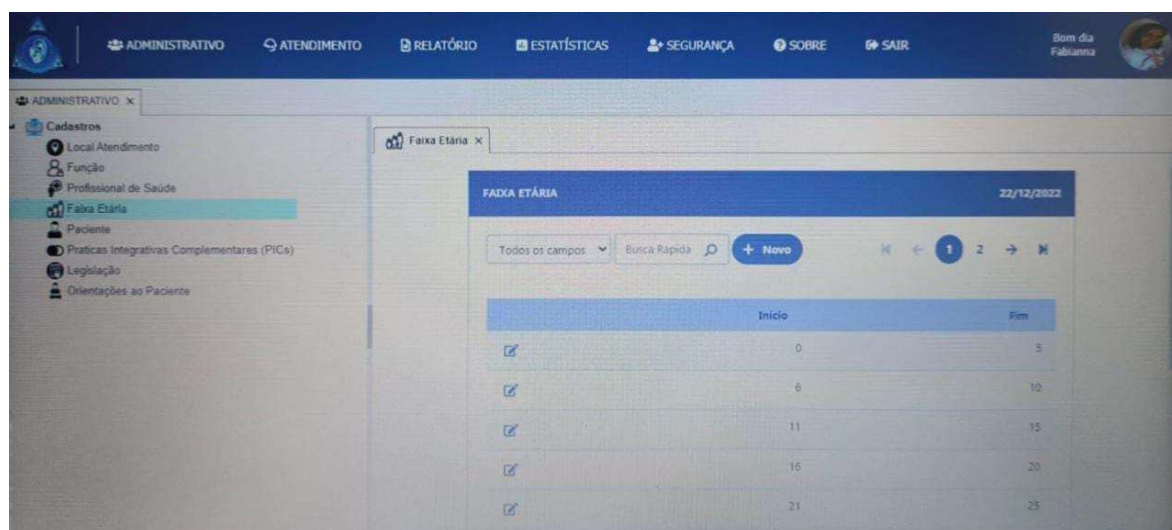 ADMINISTRATIVO ATENDIMENTO RELATÓRIO ESTATÍSTICAS SEGURANÇA SOBRE SAIR Bom dia
Fabianna
ADMINISTRATIVO X
Cadastros
Local Atendimento
Função
Profissional de Saúde
Faixa Etária
Paciente
Praticas Integrativas Complementares (PICs)
Legislação
Orientações ao Paciente
Faixa Etária X
FAIXA ETÁRIA 22/12/2022
Todos os campos Busca Rapida + Novo 1 2
Início Fim
0 5
6 10
11 15
16 20
21 25